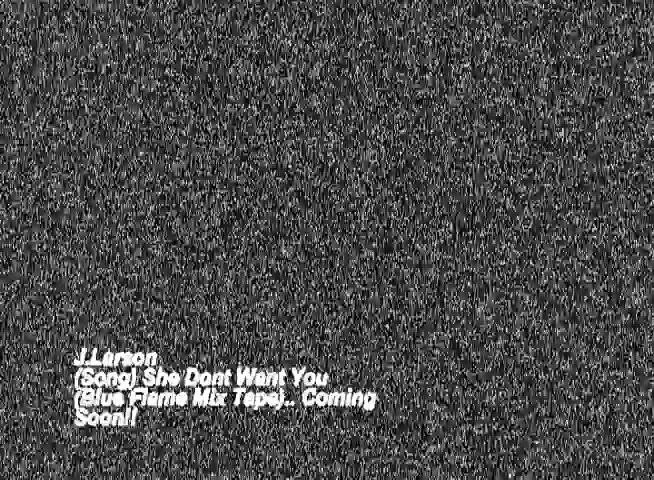 J.Larson
(Song) She Dont Want You
(Blue Flame Mix Tape).. Coming
Soon!!